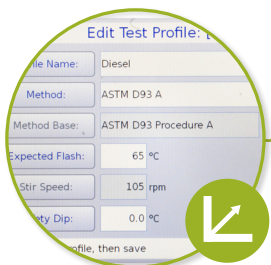 Edit Test Profile: [
ile Name: Diesel
Method: ASTM D93 A
Method Base: ASTM D93 Procedure A
Expected Flash: 65 °C
Stir Speed: 105 rpm
ety Dip: 0.0 °C
rofile, then save